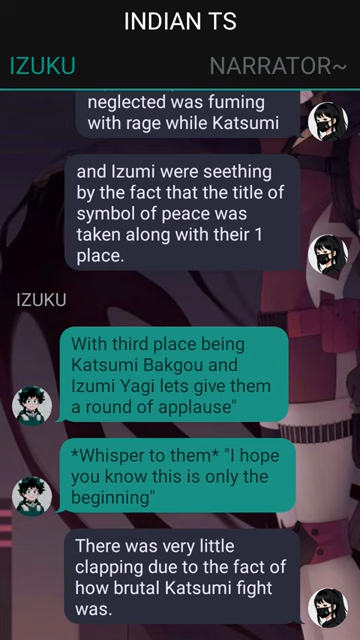 INDIAN TS
IZUKU
NARRATOR~
neglected was fuming
with rage while Katsumi
and Izumi were seething
by the fact that the title of
symbol of peace was
taken along with their 1
place.
IZUKU
With third place being
Katsumi Bakgou and
Izumi Yagi lets give them
a round of applause"
*Whisper to them* "I hope
you know this is only the
beginning"
There was very little
clapping due to the fact of
how brutal Katsumi fight
was.